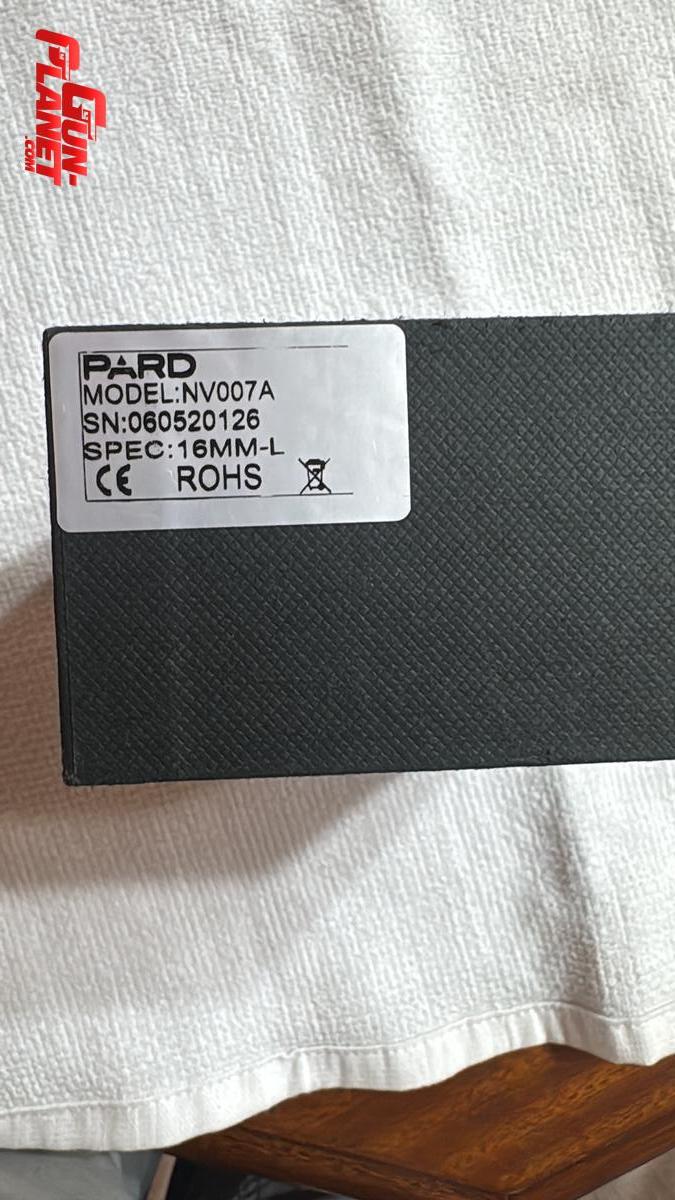 GUN-
PLANET
.COM
PARD
MODEL:NV007A
SN:060520126
SPEC:16MM-L
CE ROHS